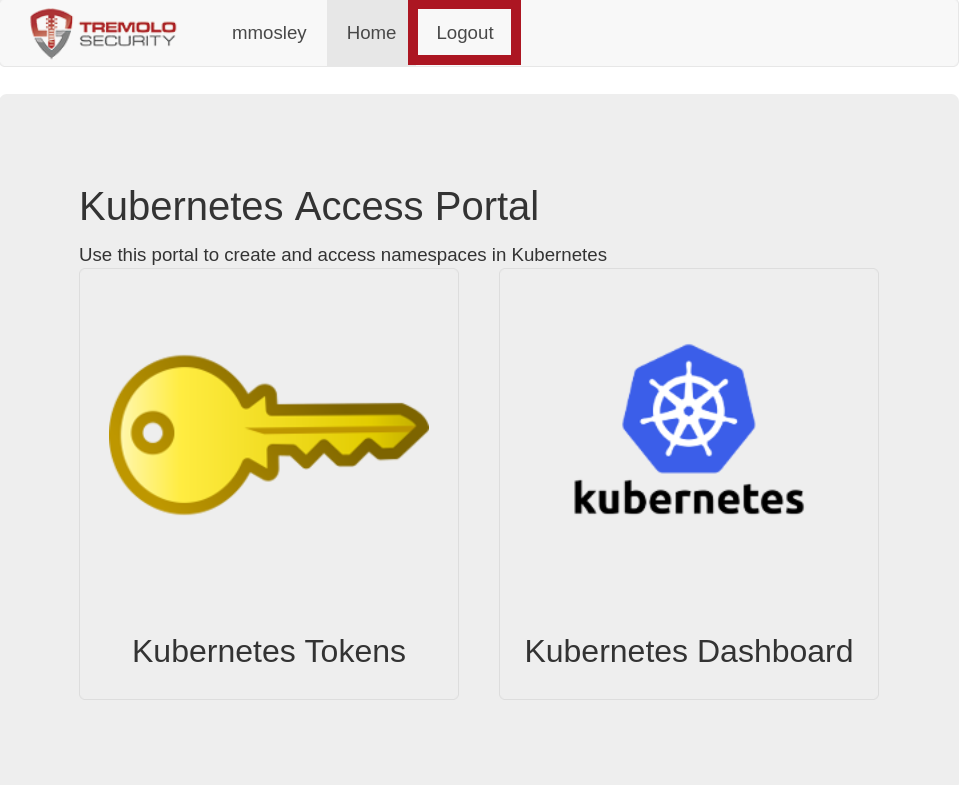 TREMOLO
SECURITY
mmosley
Home
Logout
Kubernetes Access Portal
Use this portal to create and access namespaces in Kubernetes
kubernetes
Kubernetes Tokens
Kubernetes Dashboard